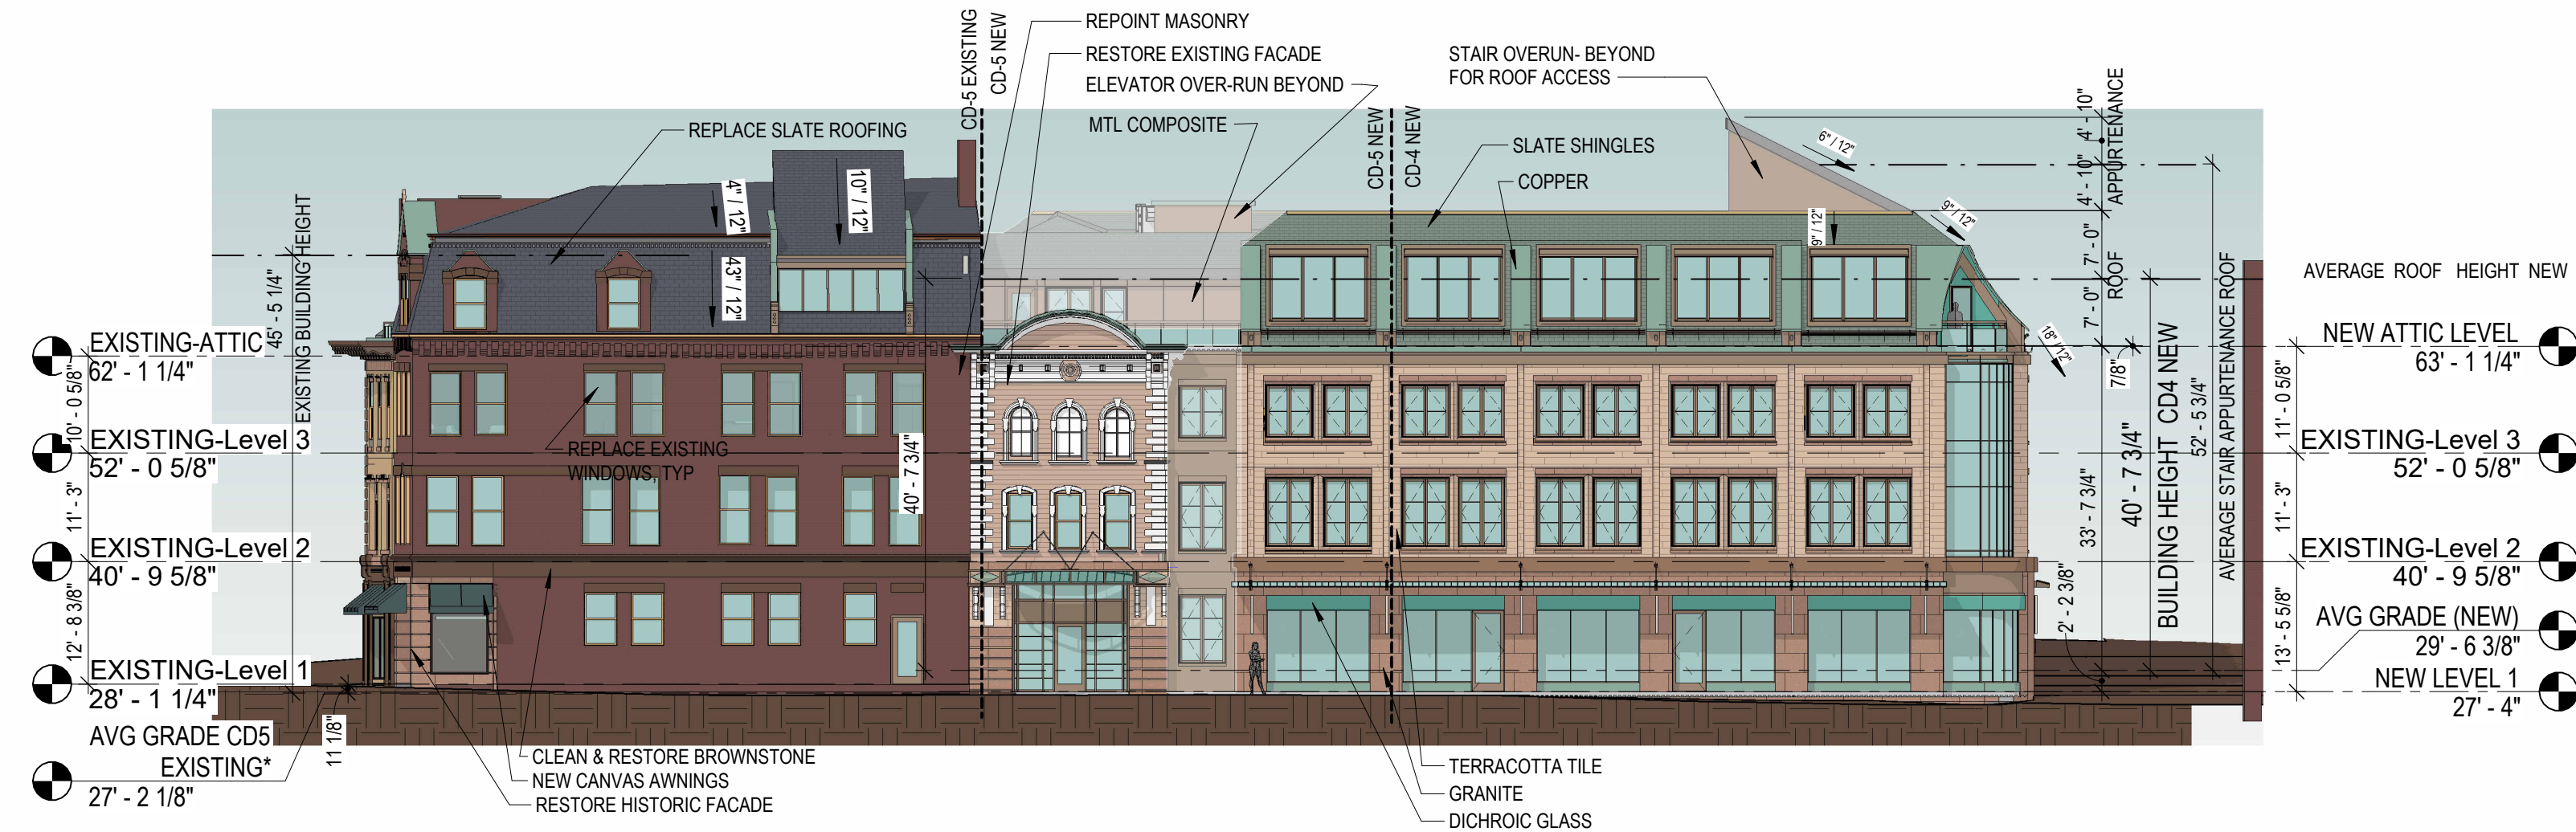 REPOINT MASONRY
RESTORE EXISTING FACADE
ELEVATOR OVER-RUN BEYOND
MTL COMPOSITE
STAIR OVERUN- BEYOND
FOR ROOF ACCESS
SLATE SHINGLES
COPPER
REPLACE SLATE ROOFING
CD-5 EXISTING
CD-5 NEW
CD-5 NEW
CD-4 NEW
4" / 12"
10" / 12"
43" / 12"
6" / 12"
9" / 12"
9" / 12"
18" / 12"
REPLACE EXISTING
WINDOWS, TYP
40' - 7 3/4"
45' - 5 1/4"
EXISTING BUILDING HEIGHT
EXISTING-ATTIC
62' - 1 1/4"
10' - 0 5/8"
EXISTING-Level 3
52' - 0 5/8"
11' - 3"
EXISTING-Level 2
40' - 9 5/8"
12' - 8 3/8"
EXISTING-Level 1
28' - 1 1/4"
AVG GRADE CD5
EXISTING*
27' - 2 1/8"
11 1/8"
CLEAN & RESTORE BROWNSTONE
NEW CANVAS AWNINGS
RESTORE HISTORIC FACADE
TERRACOTTA TILE
GRANITE
DICHROIC GLASS
4' - 10"
4' - 10"
APPURTENANCE
7' - 0"
7' - 0"
ROOF
7/8"
33' - 7 3/4"
2' - 2 3/8"
40' - 7 3/4"
BUILDING HEIGHT CD4 NEW
52' - 5 3/4"
AVERAGE STAIR APPURTENANCE ROOF
AVERAGE ROOF HEIGHT NEW
NEW ATTIC LEVEL
63' - 1 1/4"
11' - 0 5/8"
EXISTING-Level 3
52' - 0 5/8"
11' - 3"
EXISTING-Level 2
40' - 9 5/8"
13' - 5 5/8"
AVG GRADE (NEW)
29' - 6 3/8"
NEW LEVEL 1
27' - 4"